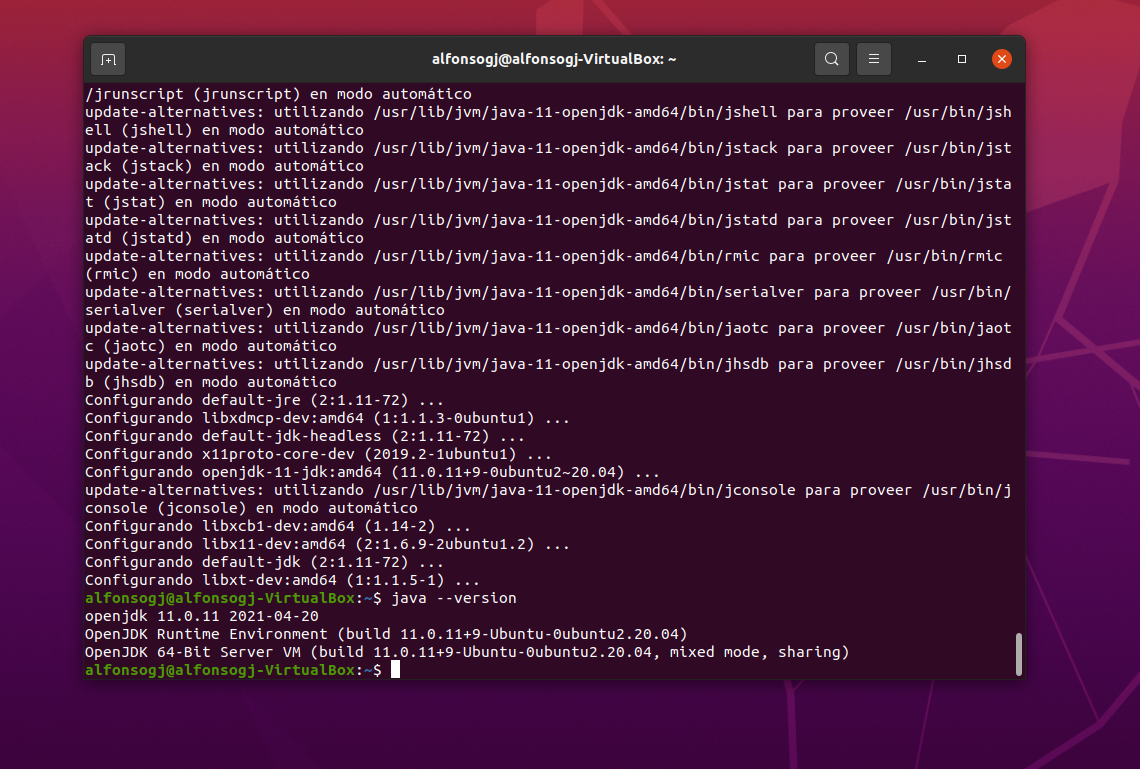 alfonsogj@alfonsogj-VirtualBox: ~
/jrunscript (jrunscript) en modo automático
update-alternatives: utilizando /usr/lib/jvm/java-11-openjdk-amd64/bin/jshell para proveer /usr/bin/jsh
ell (jshell) en modo automático
update-alternatives: utilizando /usr/lib/jvm/java-11-openjdk-amd64/bin/jstack para proveer /usr/bin/jst
ack (jstack) en modo automático
update-alternatives: utilizando /usr/lib/jvm/java-11-openjdk-amd64/bin/jstat para proveer /usr/bin/jsta
t (jstat) en modo automático
update-alternatives: utilizando /usr/lib/jvm/java-11-openjdk-amd64/bin/jstatd para proveer /usr/bin/jst
atd (jstatd) en modo automático
update-alternatives: utilizando /usr/lib/jvm/java-11-openjdk-amd64/bin/rmic para proveer /usr/bin/rmic
(rmic) en modo automático
update-alternatives: utilizando /usr/lib/jvm/java-11-openjdk-amd64/bin/serialver para proveer /usr/bin/
serialver (serialver) en modo automático
update-alternatives: utilizando /usr/lib/jvm/java-11-openjdk-amd64/bin/jaotc para proveer /usr/bin/jaot
c (jaotc) en modo automático
update-alternatives: utilizando /usr/lib/jvm/java-11-openjdk-amd64/bin/jhsdb para proveer /usr/bin/jhsd
b (jhsdb) en modo automático
Configurando default-jre (2:1.11-72) ...
Configurando libxdmcp-dev:amd64 (1:1.1.3-0ubuntu1) ...
Configurando default-jdk-headless (2:1.11-72) ...
Configurando x11proto-core-dev (2019.2-1ubuntu1) ...
Configurando openjdk-11-jdk:amd64 (11.0.11+9-0ubuntu2~20.04) ...
update-alternatives: utilizando /usr/lib/jvm/java-11-openjdk-amd64/bin/jconsole para proveer /usr/bin/j
console (jconsole) en modo automático
Configurando libxcb1-dev:amd64 (1.14-2) ...
Configurando libx11-dev:amd64 (2:1.6.9-2ubuntu1.2) ...
Configurando default-jdk (2:1.11-72) ...
Configurando libxt-dev:amd64 (1:1.1.5-1) ...
alfonsogj@alfonsogj-VirtualBox:~$ java --version
openjdk 11.0.11 2021-04-20
OpenJDK Runtime Environment (build 11.0.11+9-Ubuntu-0ubuntu2.20.04)
OpenJDK 64-Bit Server VM (build 11.0.11+9-Ubuntu-0ubuntu2.20.04, mixed mode, sharing)
alfonsogj@alfonsogj-VirtualBox:~$